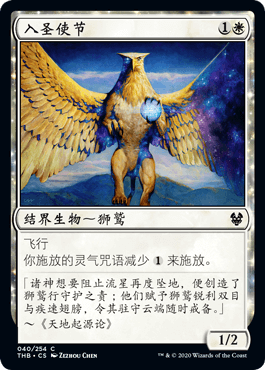 入圣使节 1
结界生物～狮鹫
飞行
你施放的灵气咒语减少 1 来施放。
「诸神想要阻止流星再度坠地，便创造了
狮鹫行守护之责；他们赋予狮鹫锐利双目
与疾速翅膀，令其驻守云端随时戒备。」
～《天地起源论》
1/2
040/254 C
THB • CS ZEZHOU CHEN
™ & © 2020 Wizards of the Coast